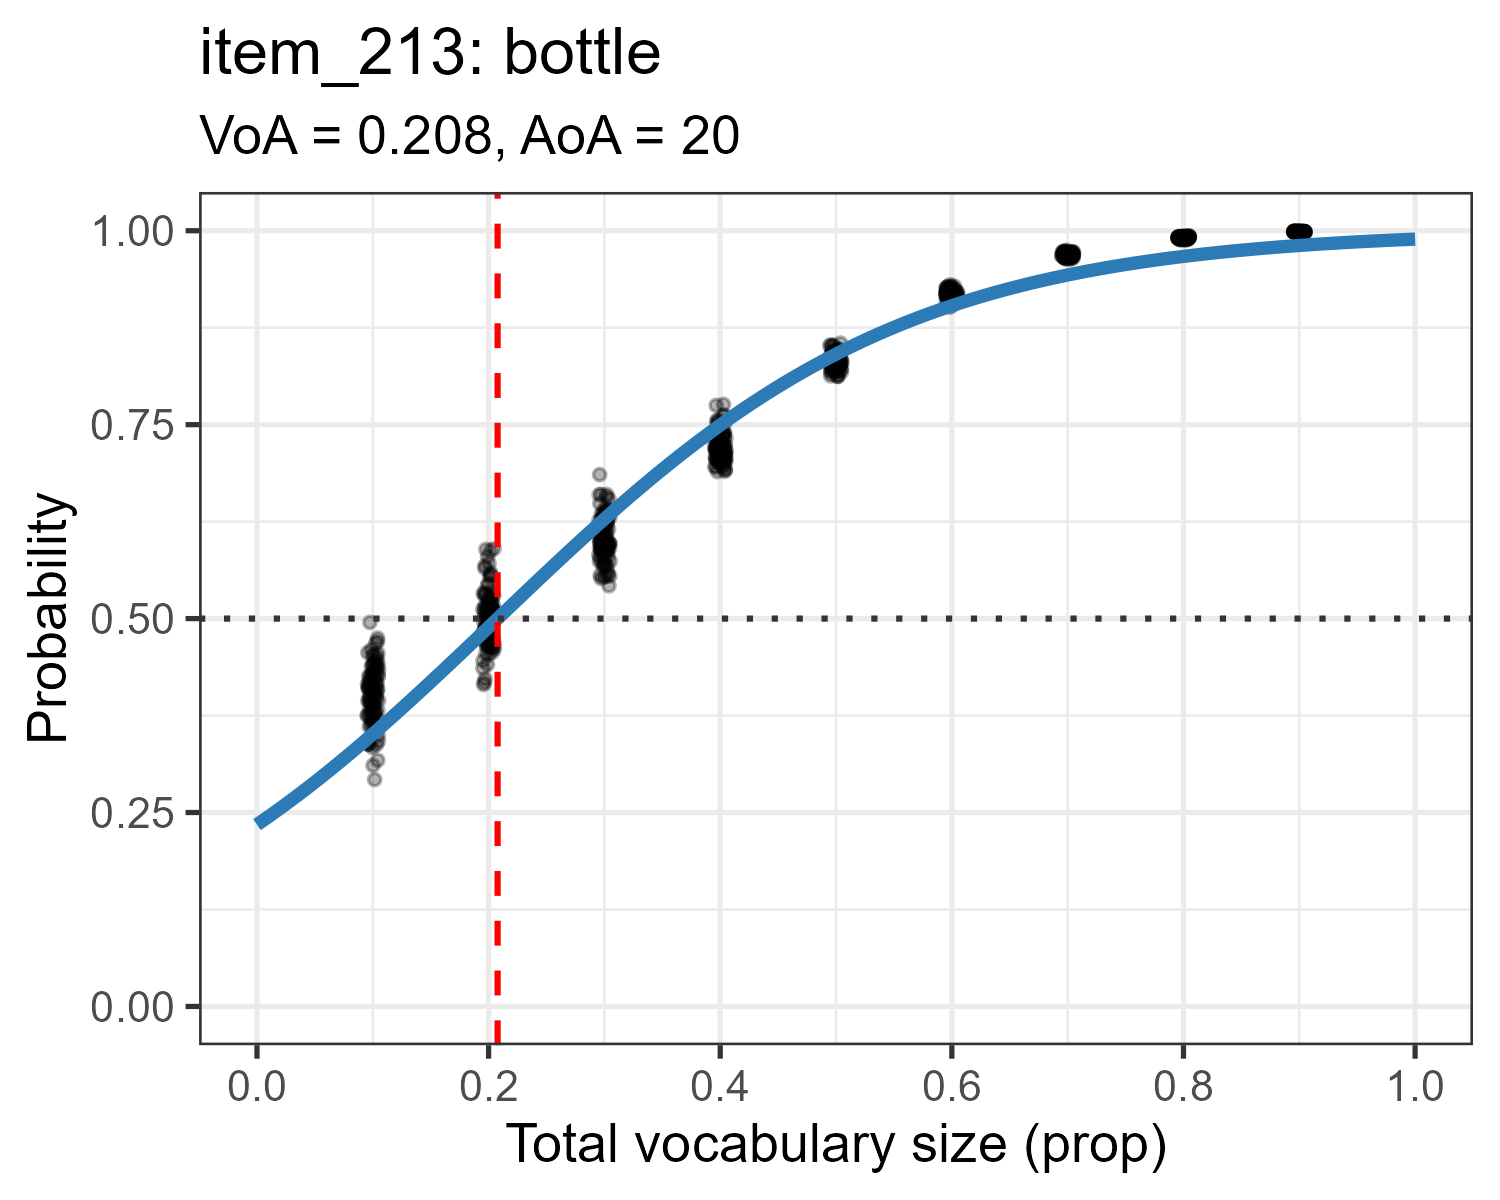 item_213: bottle
VoA = 0.208, AoA = 20
1.00
0.75
0.50
0.25
0.00
Probability
0.0 0.2 0.4 0.6 0.8 1.0
Total vocabulary size (prop)